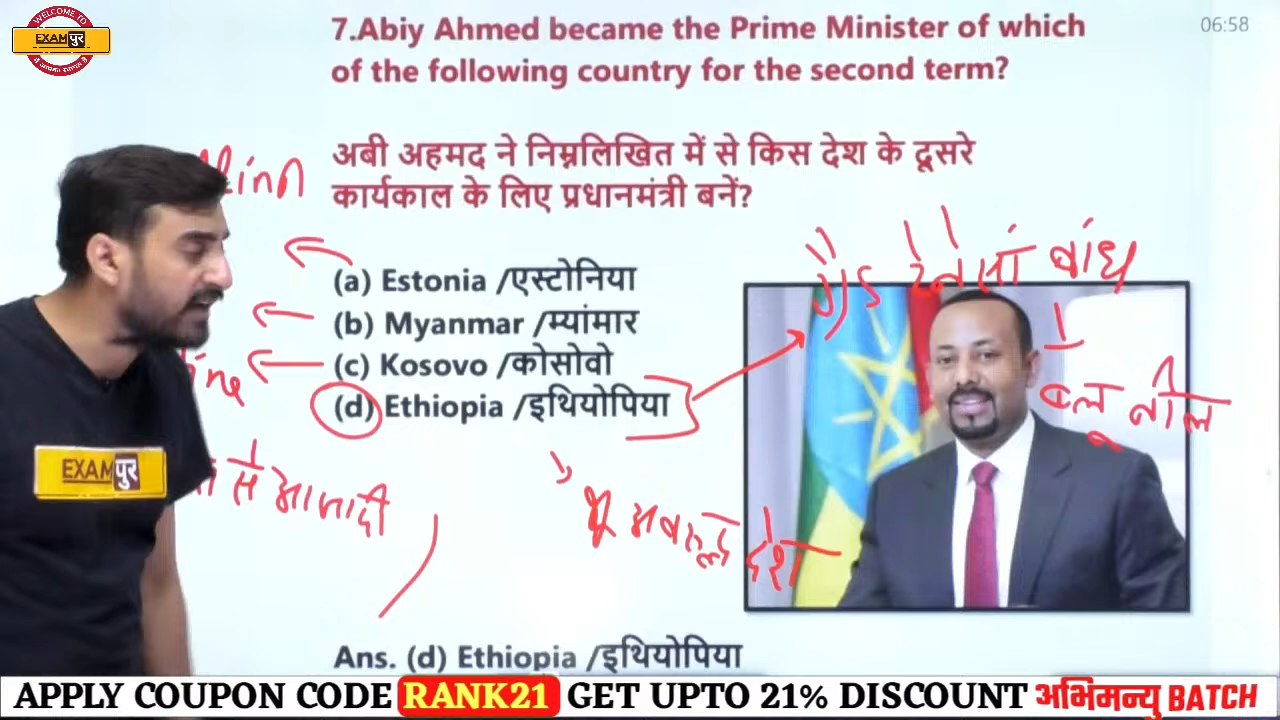 WELCOME TO
EXAMपुर
06:58
7.Abiy Ahmed became the Prime Minister of which
of the following country for the second term?
अबी अहमद ने निम्नलिखित में से किस देश के दूसरे
कार्यकाल के लिए प्रधानमंत्री बनें?
(a) Estonia /एस्टोनिया
(b) Myanmar /म्यांमार
(c) Kosovo /कोसोवो
(d) Ethiopia /इथियोपिया
बांध
नील
से आजादी
देश
EXAMपुर
Ans. (d) Ethiopia /इथियोपिया
APPLY COUPON CODE RANK21 GET UPTO 21% DISCOUNT अभिमन्यु BATCH